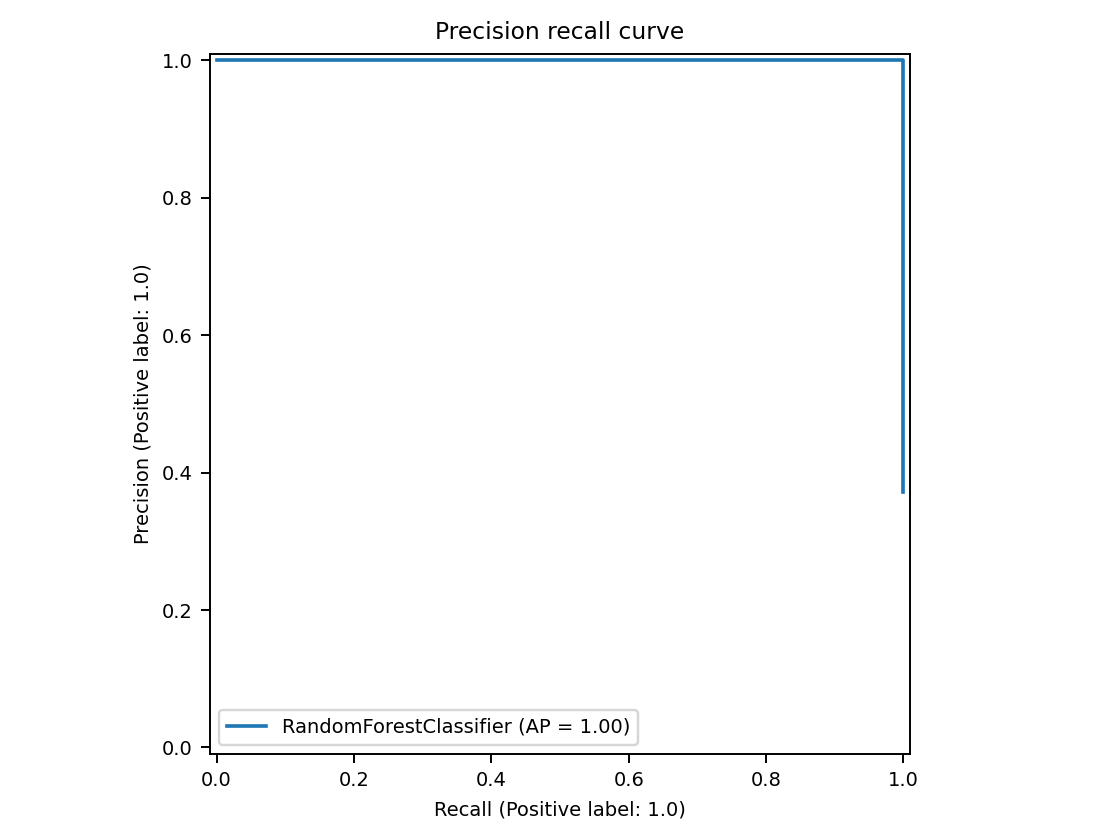 Precision recall curve
1.0
0.8
0.6
0.4
0.2
0.0
Precision (Positive label: 1.0)
RandomForestClassifier (AP = 1.00)
0.0 0.2 0.4 0.6 0.8 1.0
Recall (Positive label: 1.0)